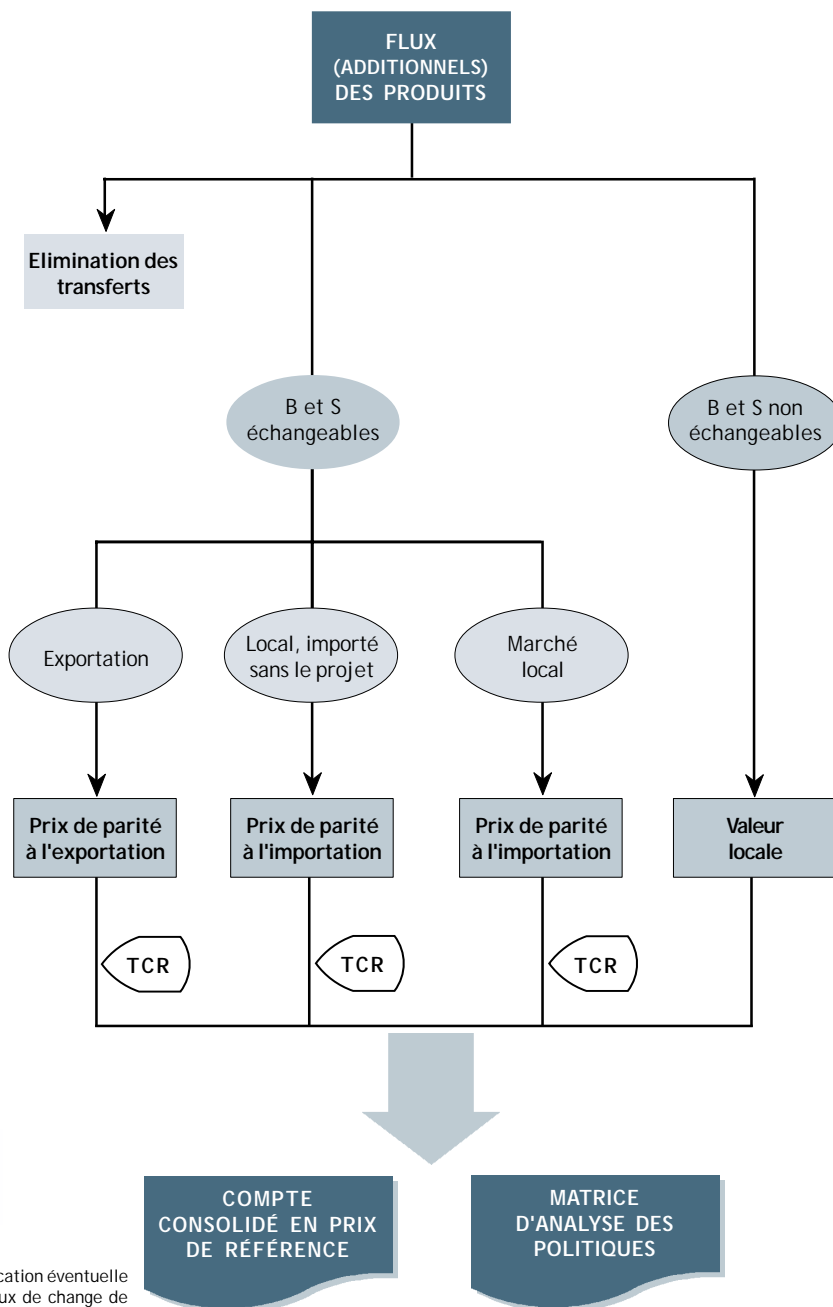 FLUX
(ADDITIONNELS)
DES PRODUITS
Elimination des
transferts
B et S
échangeables
B et S non
échangeables
Exportation
Local, importé
sans le projet
Marché
local
Prix de parité
à l'exportation
Prix de parité
à l'importation
Prix de parité
à l'importation
Valeur
locale
TCR
TCR
TCR
COMPTE
CONSOLIDÉ EN PRIX
DE RÉFÉRENCE
MATRICE
D'ANALYSE DES
POLITIQUES
cation éventuelle
ux de change de